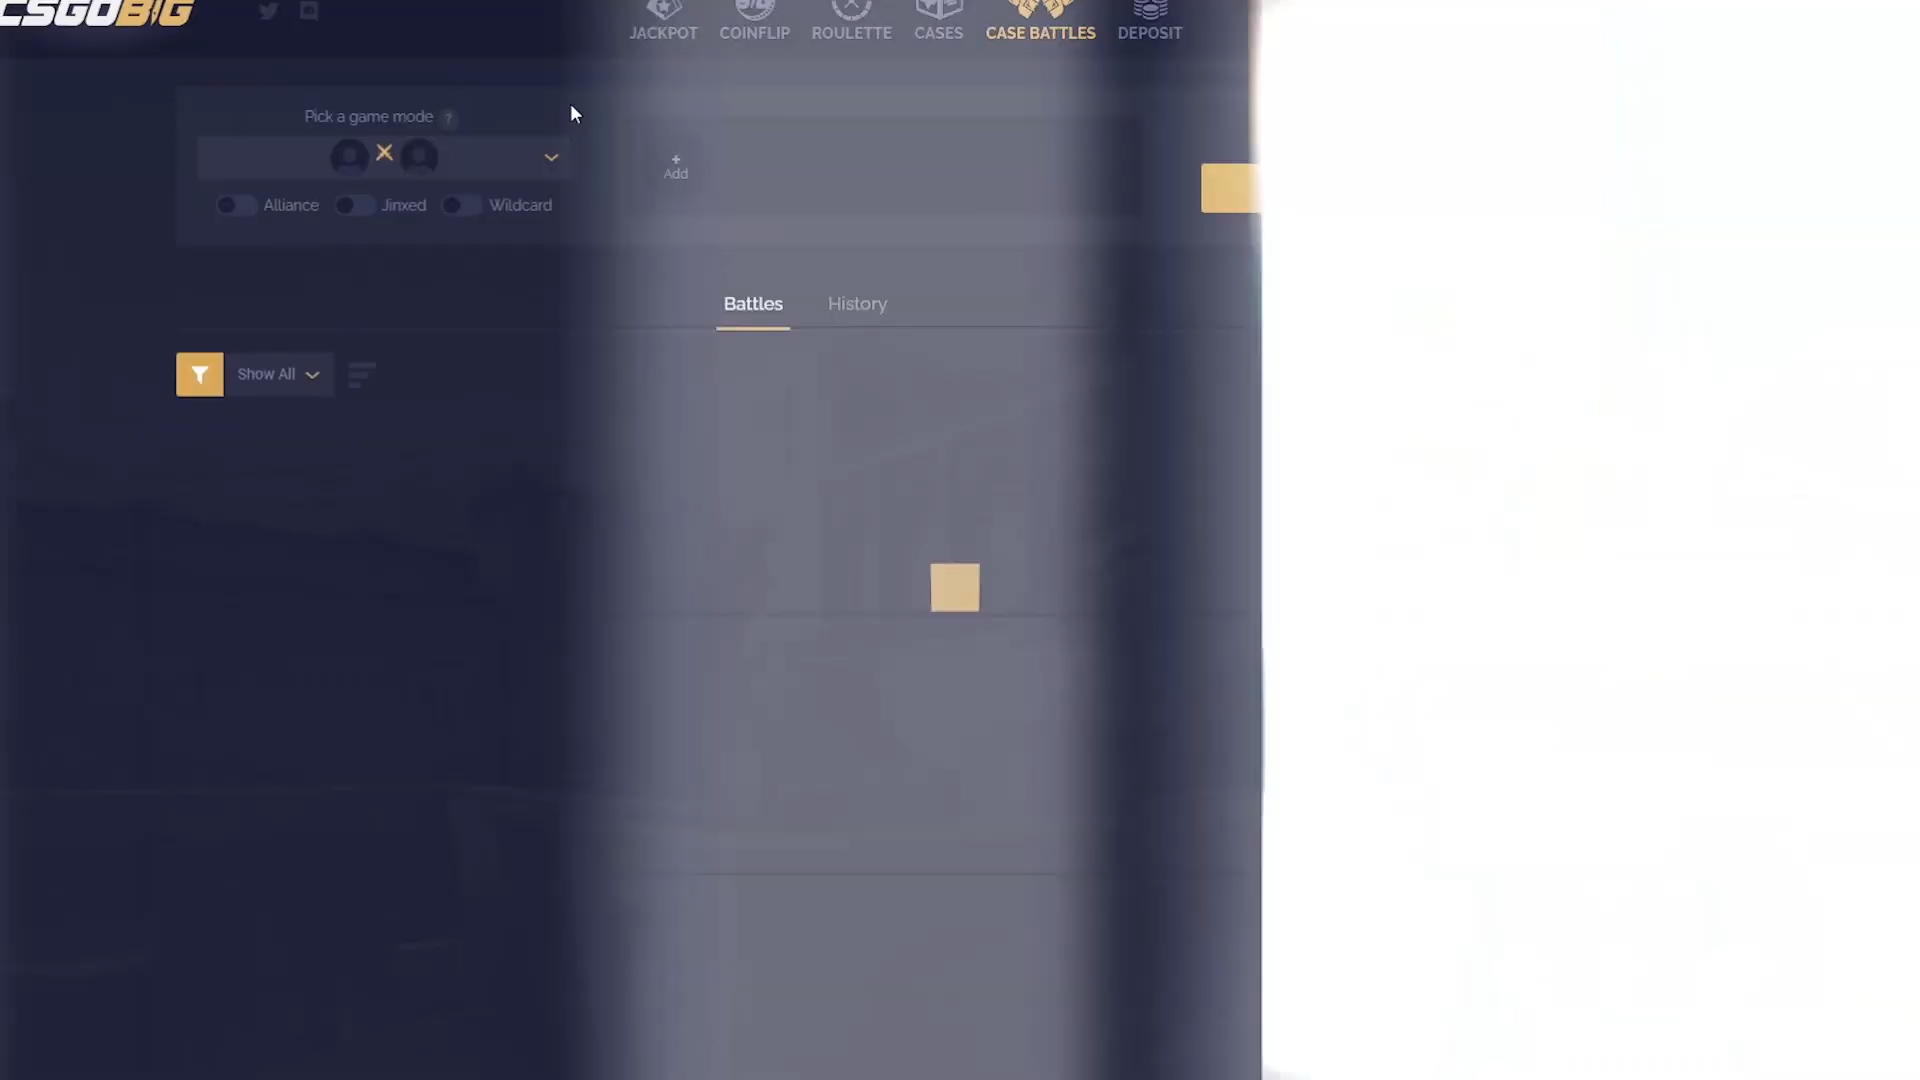 CSGOBIG
JACKPOT COINFLIP ROULETTE CASES CASE BATTLES DEPOSIT
Pick a game mode ?
+ Add
Alliance Jinxed Wildcard
Battles History
Show All